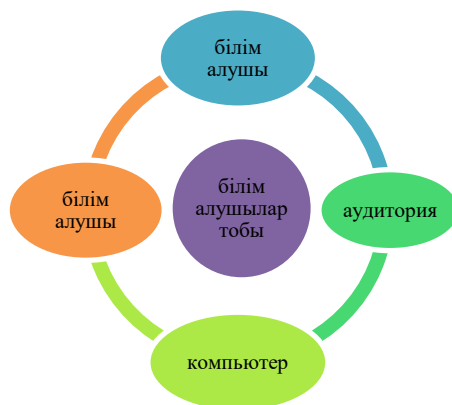 білім
алушы
білім
алушы
білім
алушылар
тобы
аудитория
компьютер